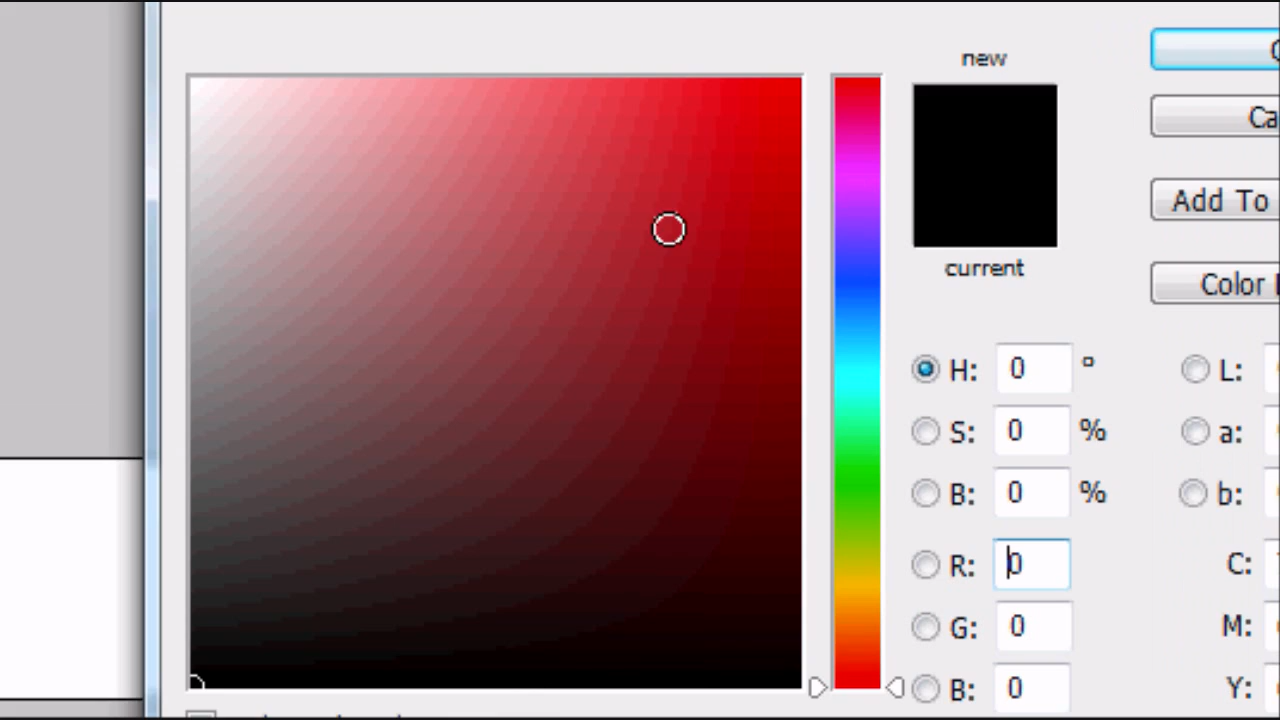 new
current
Ca
Add To
Color
H: 0 °
S: 0 %
B: 0 %
R: 0
G: 0
B: 0
L:
a:
b:
C:
M:
Y: